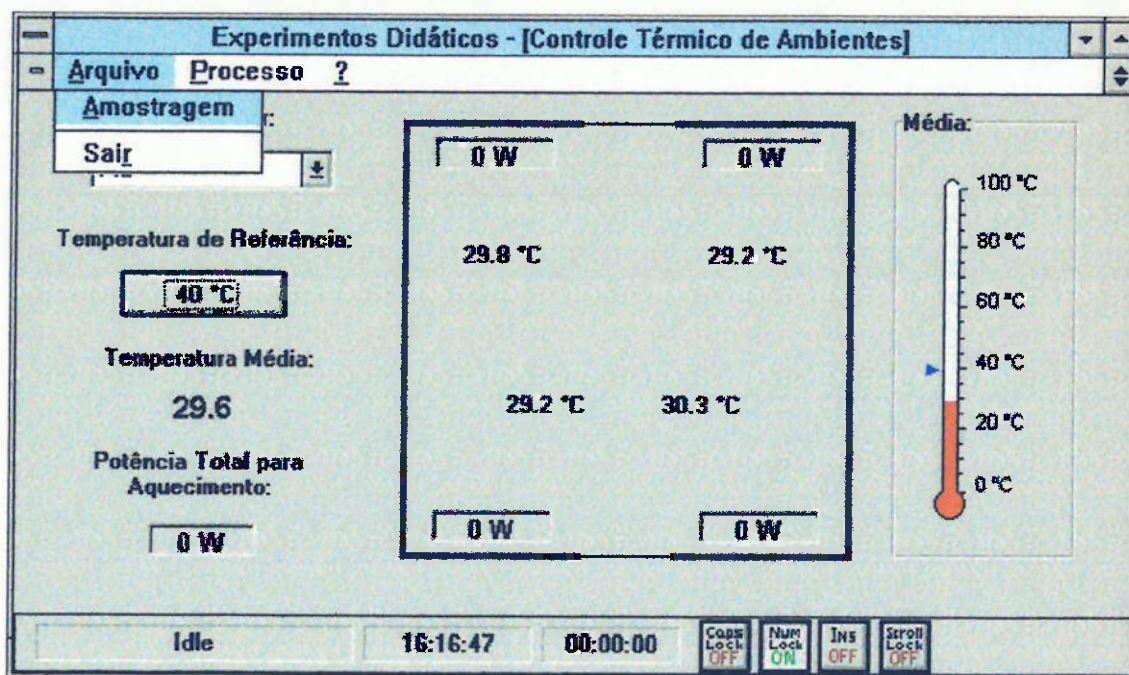 Experimentos Didáticos - [Controle Térmico de Ambientes]
Arquivo Processo ?
Amostragem
Sair
r:
Temperatura de Referência:
40 °C
Temperatura Média:
29.6
Potência Total para
Aquecimento:
0 W
0 W 0 W
29.8 °C 29.2 °C
29.2 °C 30.3 °C
0 W 0 W
Média:
100 °C
80 °C
60 °C
40 °C
20 °C
0 °C
Idle 16:16:47 00:00:00
Caps Lock OFF
Num Lock ON
Ins OFF
Scroll Lock OFF